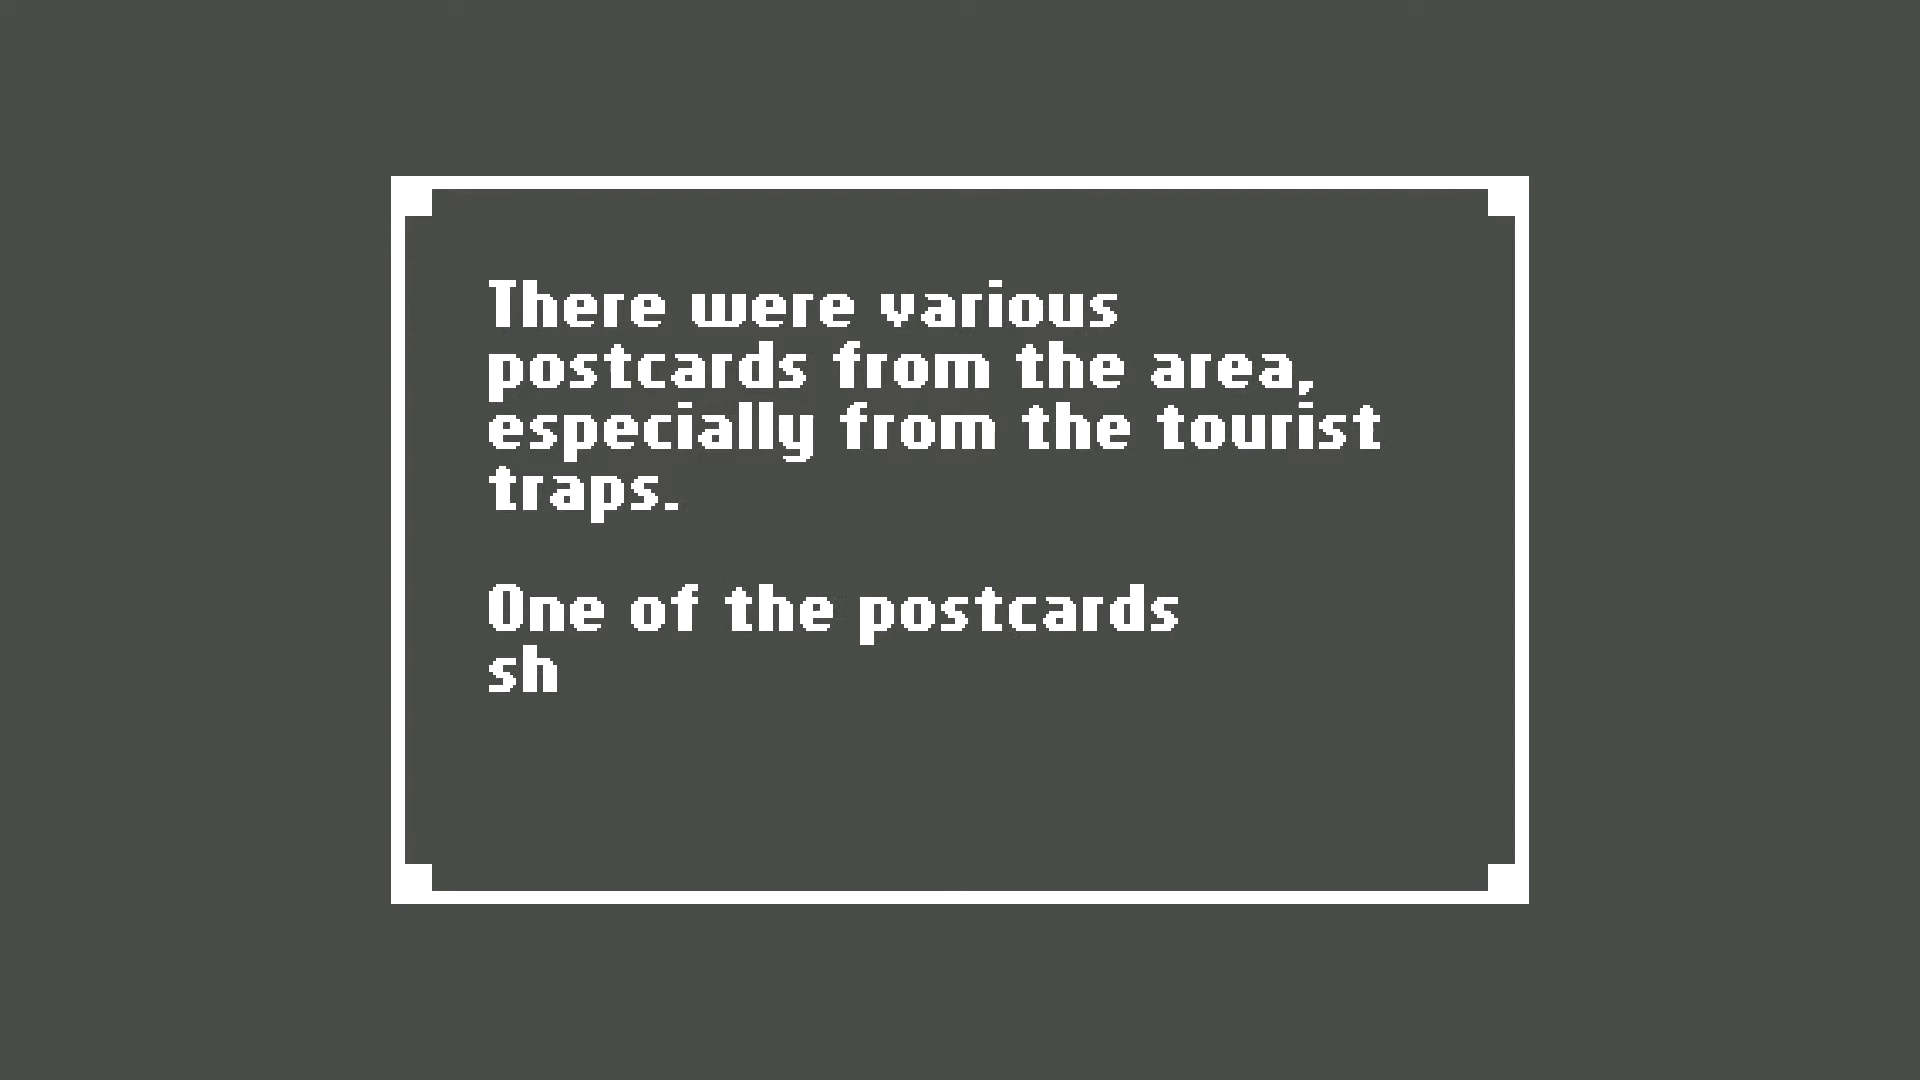 There were various
postcards from the area,
especially from the tourist
traps.
One of the postcards
sh